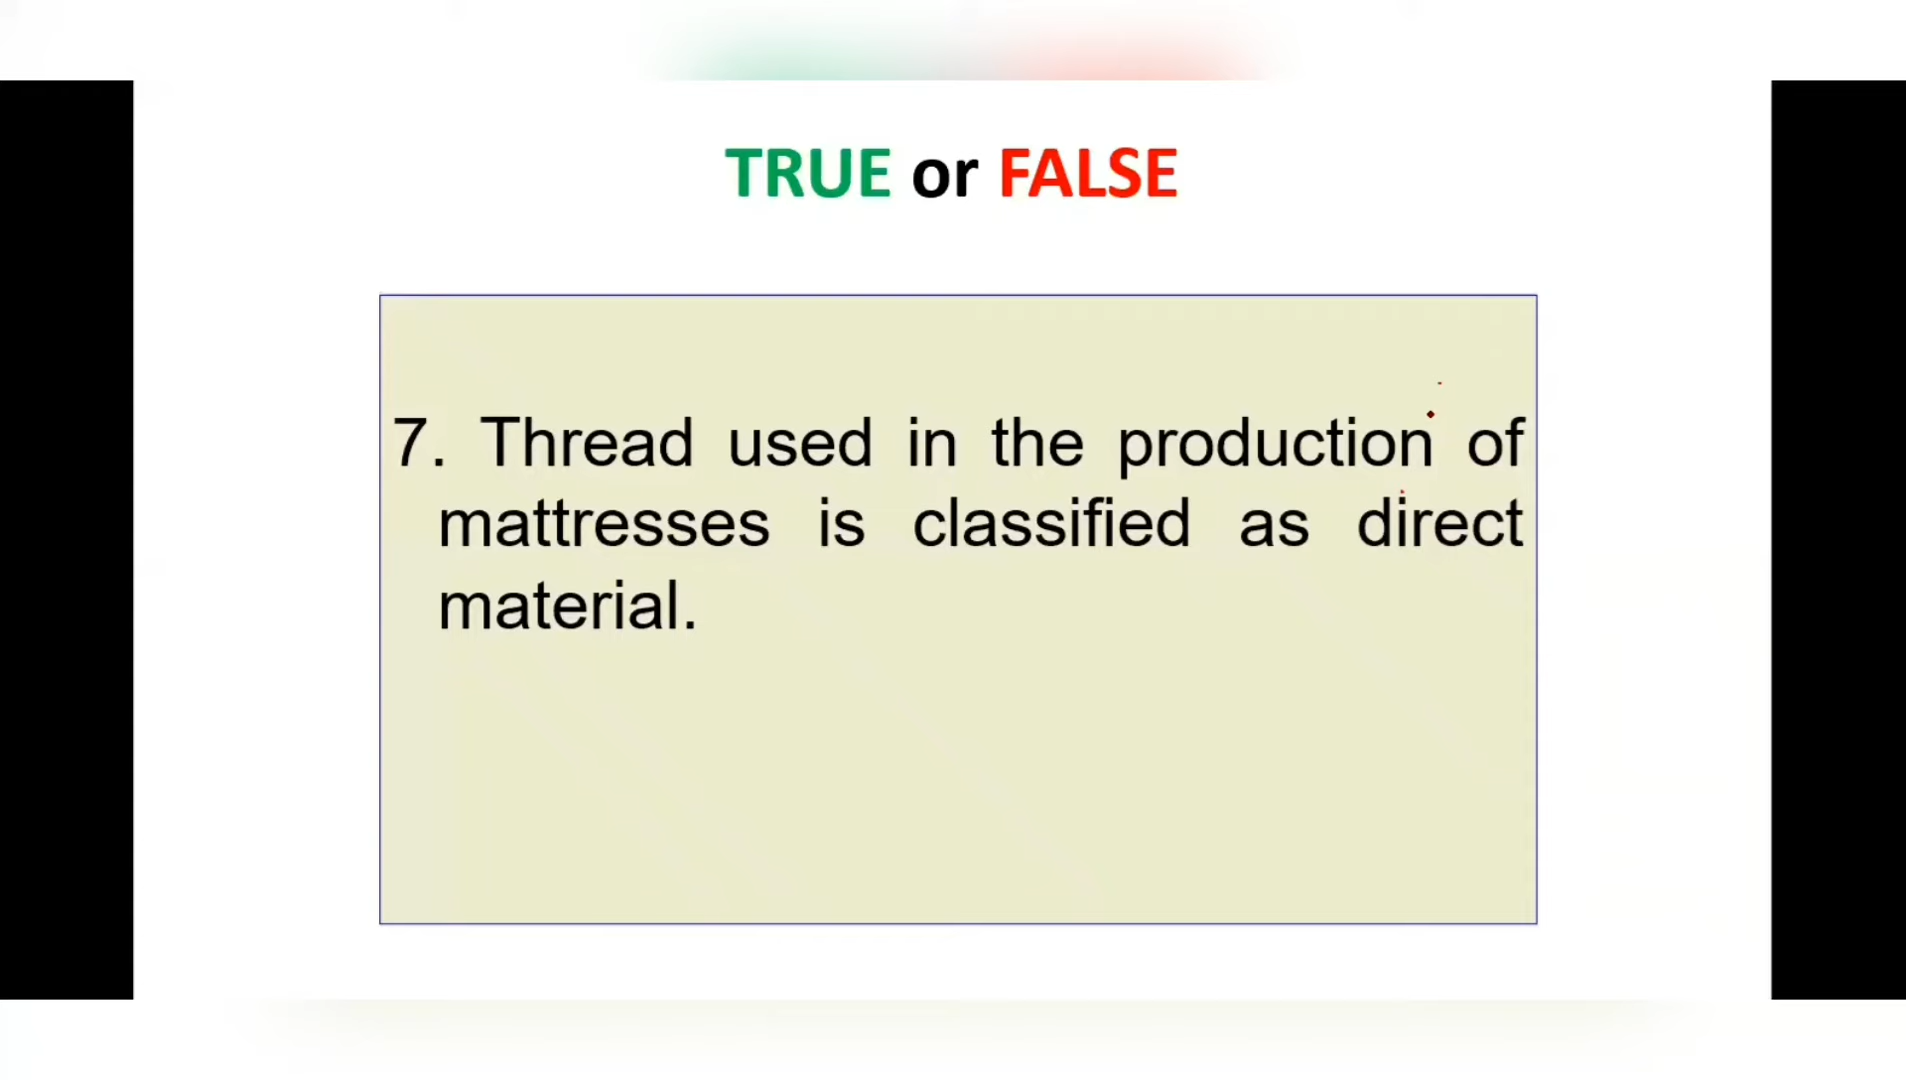 TRUE or FALSE
7. Thread used in the production of
mattresses is classified as direct
material.